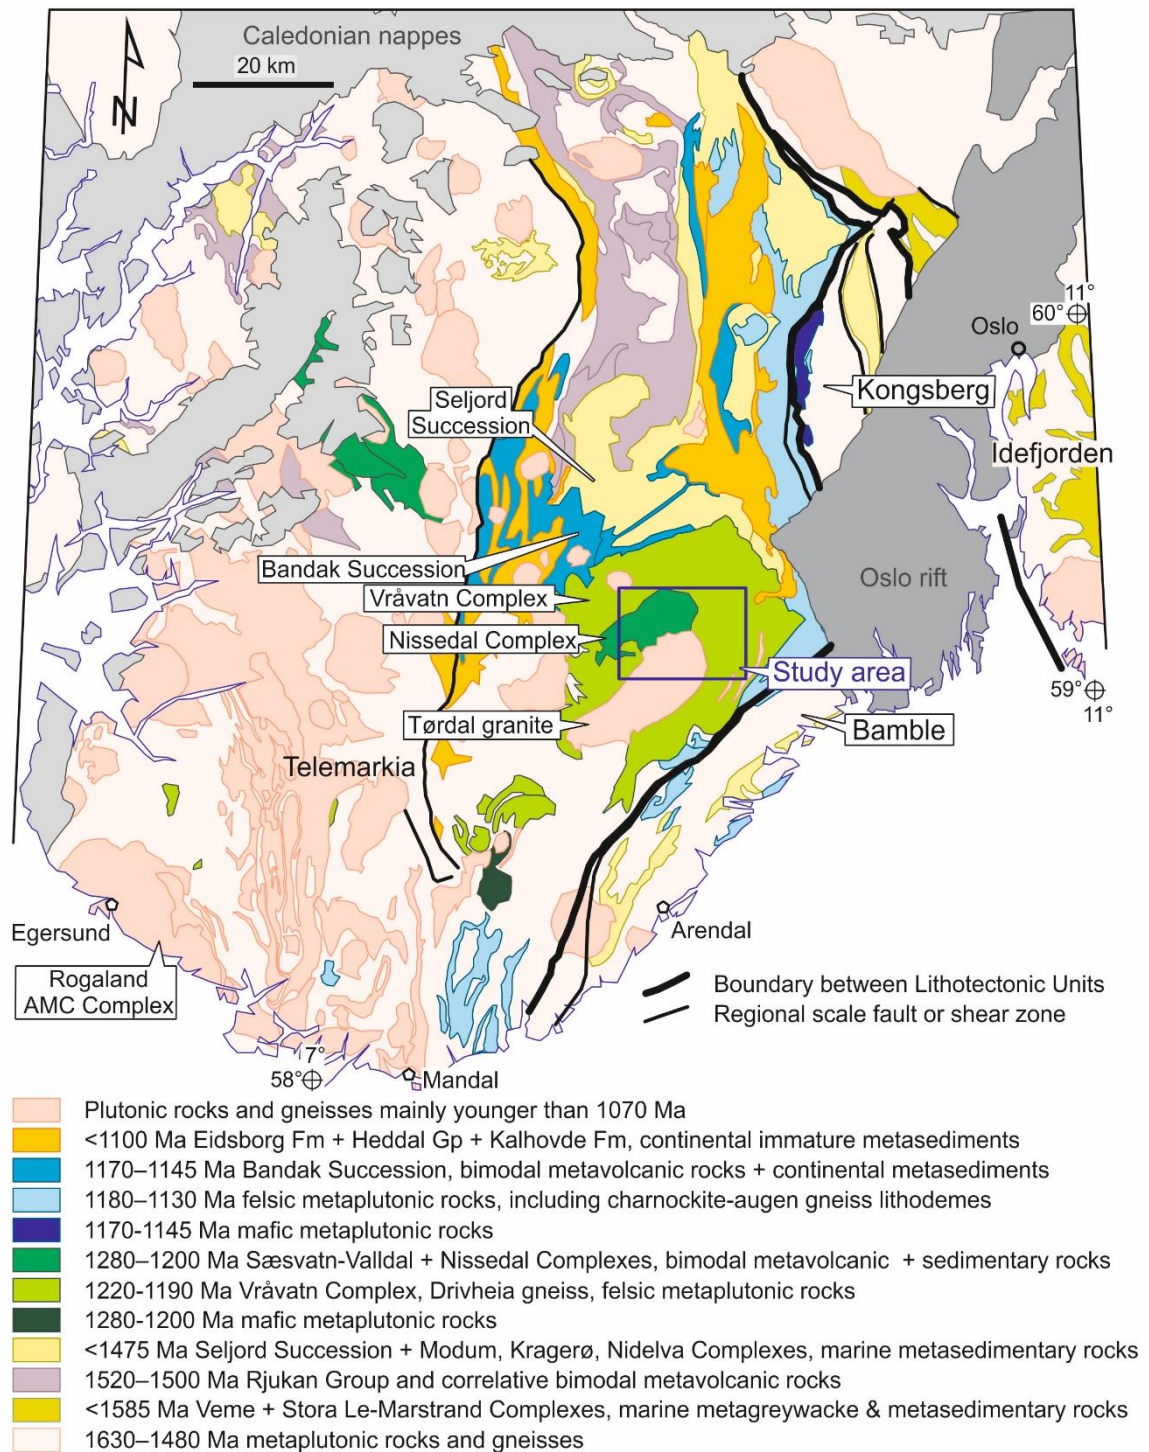 Caledonian nappes
20 km
N
11°
60°
Oslo
Kongsberg
Seljord
Succession
Idefjorden
Bandak Succession
Oslo rift
Vråvatn Complex
Nissedal Complex
Study area
59°
11°
Tørdal granite
Bamble
Telemarkia
Egersund
Arendal
Rogaland
AMC Complex
Boundary between Lithotectonic Units
Regional scale fault or shear zone
7°
58°
Mandal
Plutonic rocks and gneisses mainly younger than 1070 Ma
<1100 Ma Eidsborg Fm + Heddal Gp + Kalhovde Fm, continental immature metasediments
1170–1145 Ma Bandak Succession, bimodal metavolcanic rocks + continental metasediments
1180–1130 Ma felsic metaplutonic rocks, including charnockite-augen gneiss lithodemes
1170-1145 Ma mafic metaplutonic rocks
1280–1200 Ma Sæsvatn-Valldal + Nissedal Complexes, bimodal metavolcanic + sedimentary rocks
1220-1190 Ma Vråvatn Complex, Drivheia gneiss, felsic metaplutonic rocks
1280-1200 Ma mafic metaplutonic rocks
<1475 Ma Seljord Succession + Modum, Kragerø, Nidelva Complexes, marine metasedimentary rocks
1520–1500 Ma Rjukan Group and correlative bimodal metavolcanic rocks
<1585 Ma Veme + Stora Le-Marstrand Complexes, marine metagreywacke & metasedimentary rocks
1630–1480 Ma metaplutonic rocks and gneisses